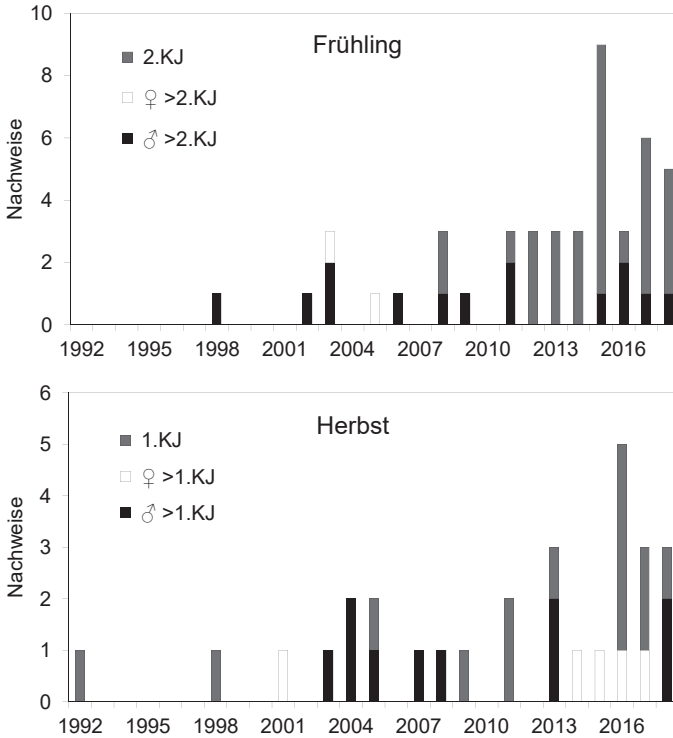 10
Frühling
2.KJ
8
♀ >2.KJ
♂ >2.KJ
6
Nachweise
4
2
0
1992 1995 1998 2001 2004 2007 2010 2013 2016
6
Herbst
1.KJ
5
♀ >1.KJ
4
♂ >1.KJ
Nachweise
3
2
1
0
1992 1995 1998 2001 2004 2007 2010 2013 2016